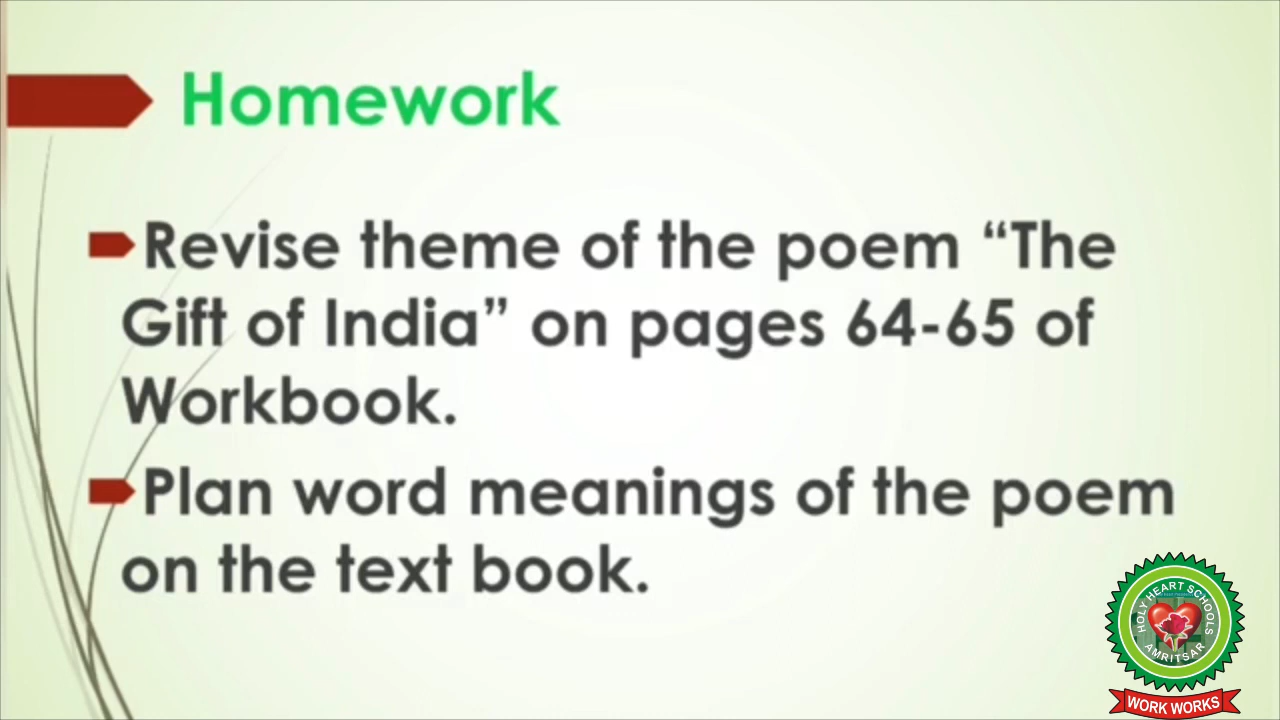 Homework
Revise theme of the poem “The
Gift of India” on pages 64-65 of
Workbook.
Plan word meanings of the poem
on the text book.
HOLY HEART SCHOOLS
AMRITSAR
WORK WORKS